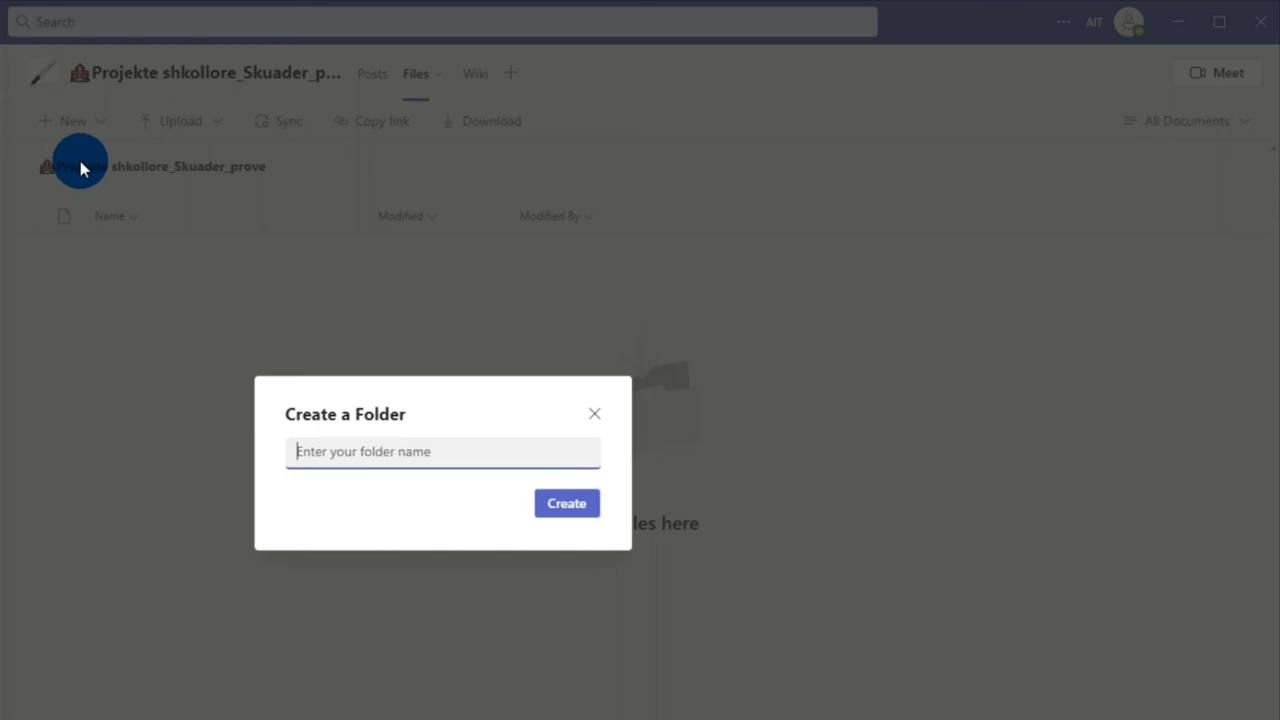 Search
AIT
Projekte shkollore_Skuader_p... Posts Files Wiki
Meet
New Upload Sync Copy link Download All Documents
Projekte shkollore_Skuader_prove
Name Modified Modified By
Create a Folder
Enter your folder name
Create
les here